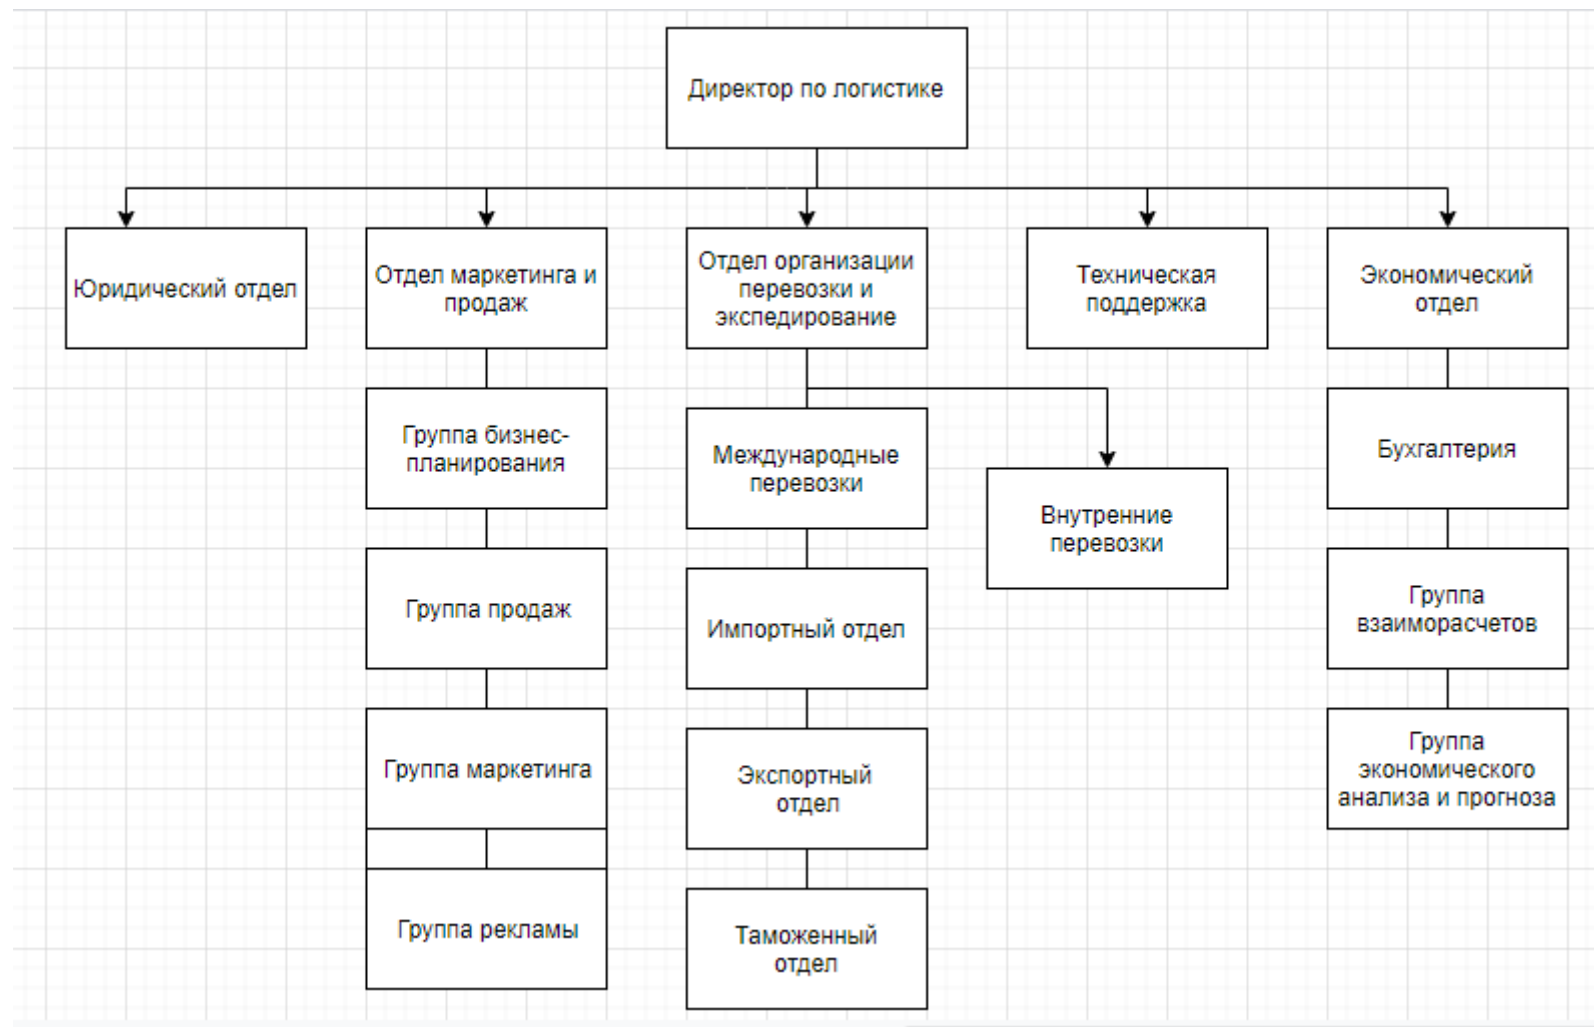 Директор по логистике
Юридический отдел
Отдел маркетинга и
продаж
Отдел организации
перевозки и
экспедирование
Техническая
поддержка
Экономический
отдел
Группа бизнес-
планирования
Группа продаж
Группа маркетинга
Группа рекламы
Международные
перевозки
Импортный отдел
Экспортный
отдел
Таможенный
отдел
Внутренние
перевозки
Бухгалтерия
Группа
взаиморасчетов
Группа
экономического
анализа и прогноза